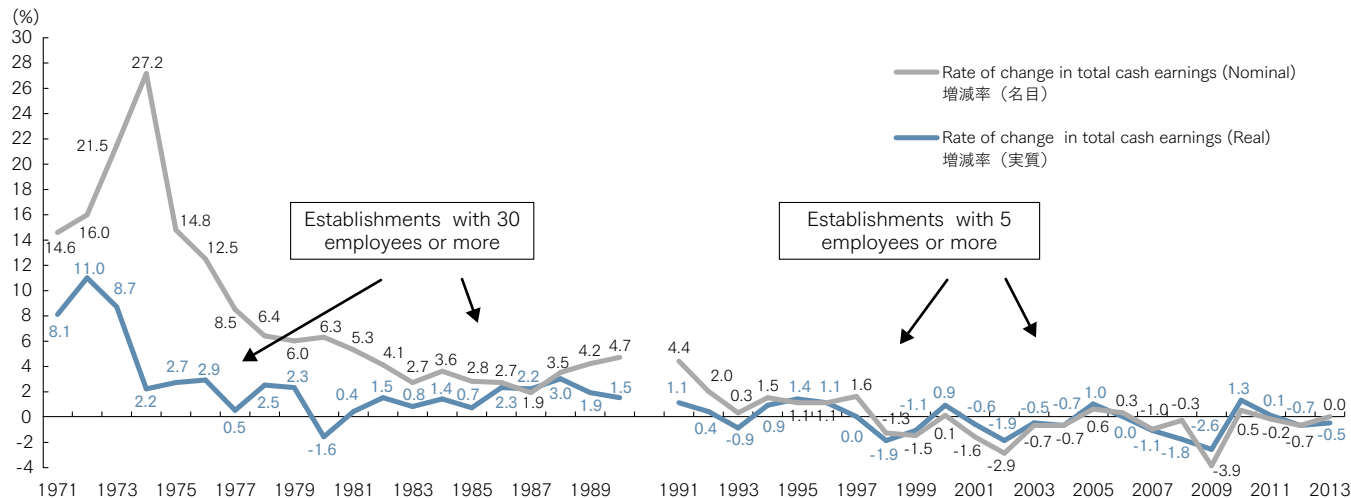 (%)
30
28
26
24
22
20
18
16
14
12
10
8
6
4
2
0
-2
-4
Rate of change in total cash earnings (Nominal)
増減率（名目）
Rate of change in total cash earnings (Real)
増減率（実質）
Establishments with 30
employees or more
Establishments with 5
employees or more
14.6 16.0 21.5 27.2 14.8 12.5 8.5 6.4 6.0 6.3 5.3 4.1 2.7 3.6 2.8 2.7 1.9 3.5 4.2 4.7 4.4 2.0 0.3 1.5 1.1 1.1 1.6 -1.3 -1.5 0.1 -1.6 -2.9 -0.7 -0.7 0.6 0.3 -1.0 -0.3 -3.9 0.5 -0.2 -0.7 0.0
8.1 11.0 8.7 2.2 2.7 2.9 0.5 2.5 2.3 -1.6 0.4 1.5 0.8 1.4 0.7 2.3 2.2 3.0 1.9 1.5 1.1 0.4 -0.9 0.9 1.4 1.1 0.0 -1.9 -1.1 0.9 -0.6 -1.9 -0.5 -0.7 1.0 0.0 -1.1 -1.8 -2.6 1.3 0.1 -0.7 -0.5
1971 1973 1975 1977 1979 1981 1983 1985 1987 1989 1991 1993 1995 1997 1999 2001 2003 2005 2007 2009 2011 2013